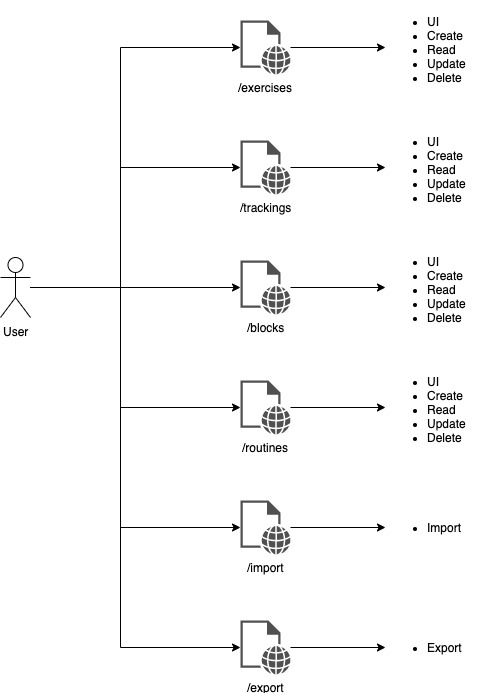 • UI
• Create
• Read
• Update
• Delete
/exercises
• UI
• Create
• Read
• Update
• Delete
/trackings
• UI
• Create
• Read
• Update
• Delete
User
/blocks
• UI
• Create
• Read
• Update
• Delete
/routines
• Import
/import
• Export
/export